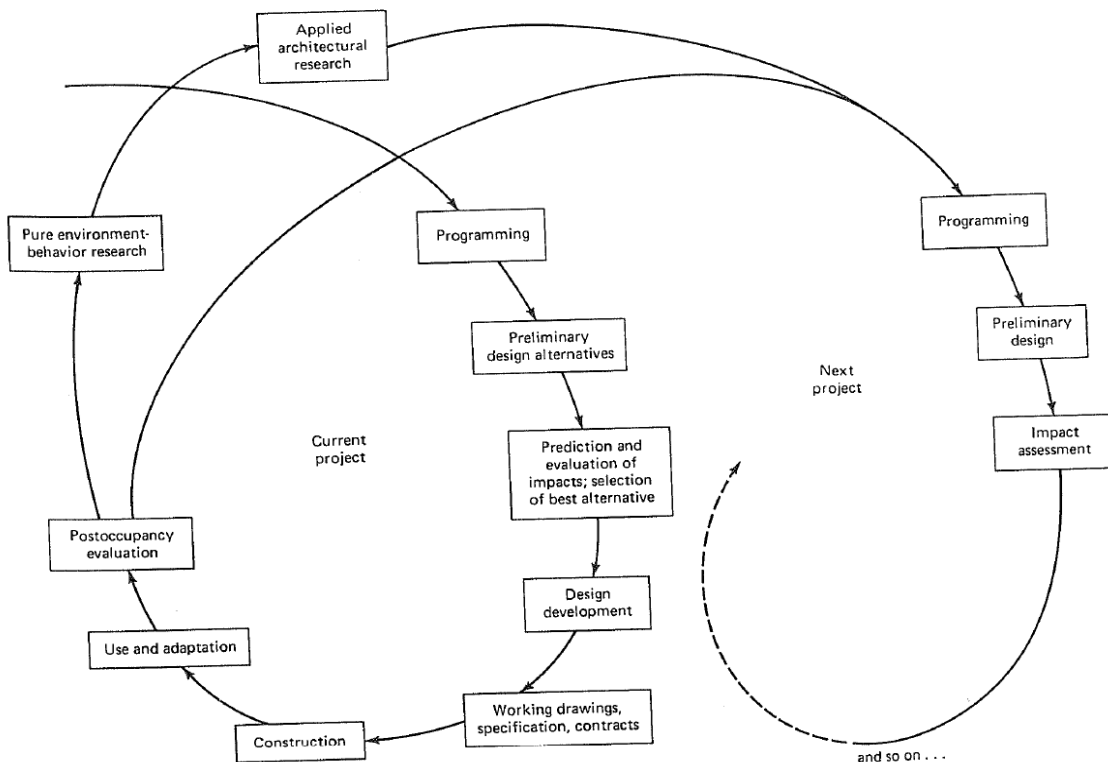 Applied
architectural
research
Pure environment-
behavior research
Programming
Programming
Preliminary
design alternatives
Preliminary
design
Next
project
Current
project
Prediction and
evaluation of
impacts; selection
of best alternative
Impact
assessment
Postoccupancy
evaluation
Design
development
Use and adaptation
Working drawings,
specification, contracts
Construction
and so on . . .